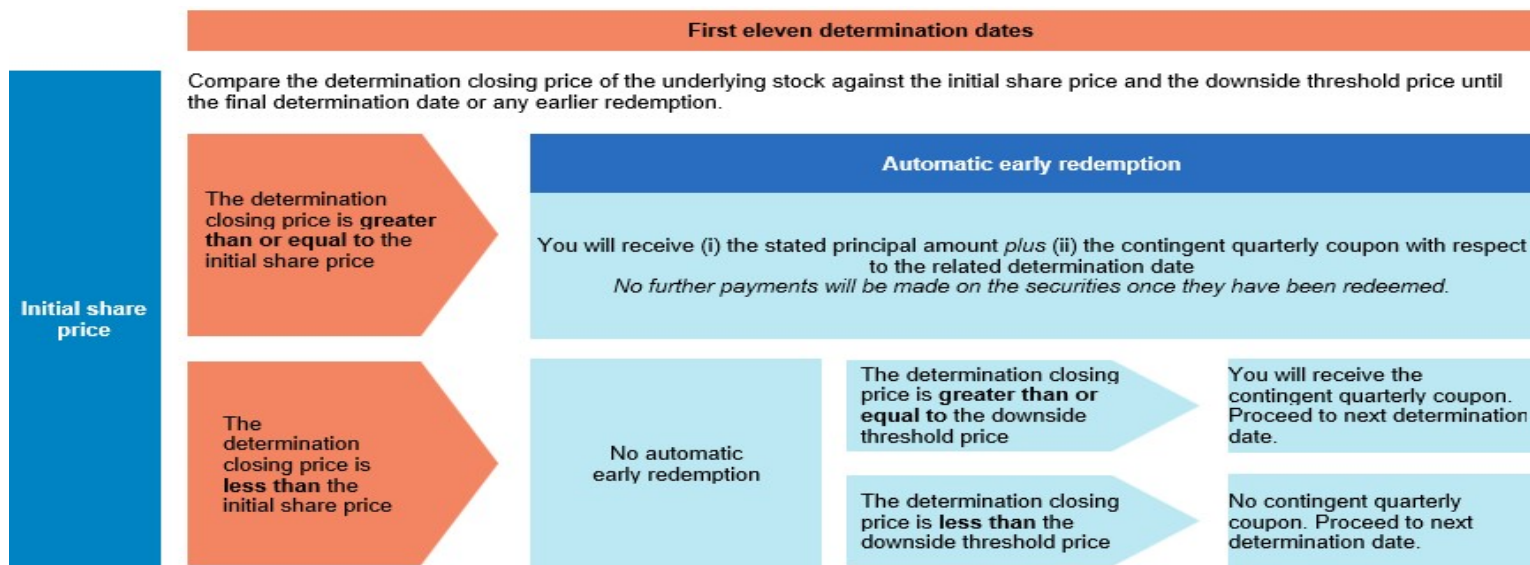 First eleven determination dates
Compare the determination closing price of the underlying stock against the initial share price and the downside threshold price until
the final determination date or any earlier redemption.
Initial share
price
The determination
closing price is greater
than or equal to the
initial share price
Automatic early redemption
You will receive (i) the stated principal amount plus (ii) the contingent quarterly coupon with respect
to the related determination date
No further payments will be made on the securities once they have been redeemed.
The
determination
closing price is
less than the
initial share price
No automatic
early redemption
The determination closing
price is greater than or
equal to the downside
threshold price
You will receive the
contingent quarterly coupon.
Proceed to next determination
date.
The determination closing
price is less than the
downside threshold price
No contingent quarterly
coupon. Proceed to next
determination date.